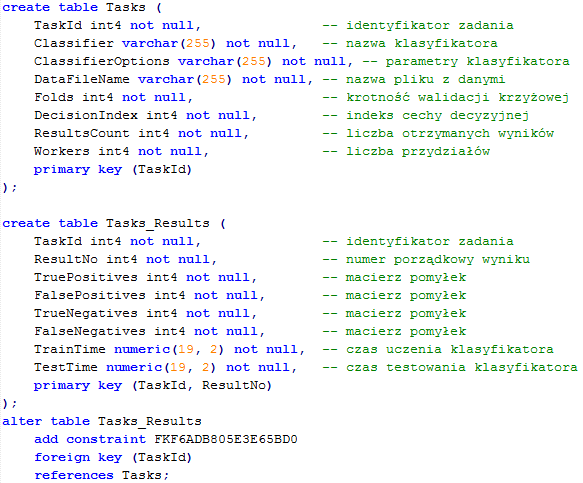 create table Tasks (
    TaskId int4 not null,               -- identyfikator zadania
    Classifier varchar(255) not null,   -- nazwa klasyfikatora
    ClassifierOptions varchar(255) not null, -- parametry klasyfikatora
    DataFileName varchar(255) not null, -- nazwa pliku z danymi
    Folds int4 not null,                -- krotność walidacji krzyżowej
    DecisionIndex int4 not null,        -- indeks cechy decyzyjnej
    ResultsCount int4 not null,         -- liczba otrzymanych wyników
    Workers int4 not null,              -- liczba przydziałów
    primary key (TaskId)
);

create table Tasks_Results (
    TaskId int4 not null,               -- identyfikator zadania
    ResultNo int4 not null,             -- numer porządkowy wyniku
    TruePositives int4 not null,        -- macierz pomyłek
    FalsePositives int4 not null,       -- macierz pomyłek
    TrueNegatives int4 not null,        -- macierz pomyłek
    FalseNegatives int4 not null,       -- macierz pomyłek
    TrainTime numeric(19, 2) not null,  -- czas uczenia klasyfikatora
    TestTime numeric(19, 2) not null,   -- czas testowania klasyfikatora
    primary key (TaskId, ResultNo)
);
alter table Tasks_Results
    add constraint FKF6ADB805E3E65BD0
    foreign key (TaskId)
    references Tasks;